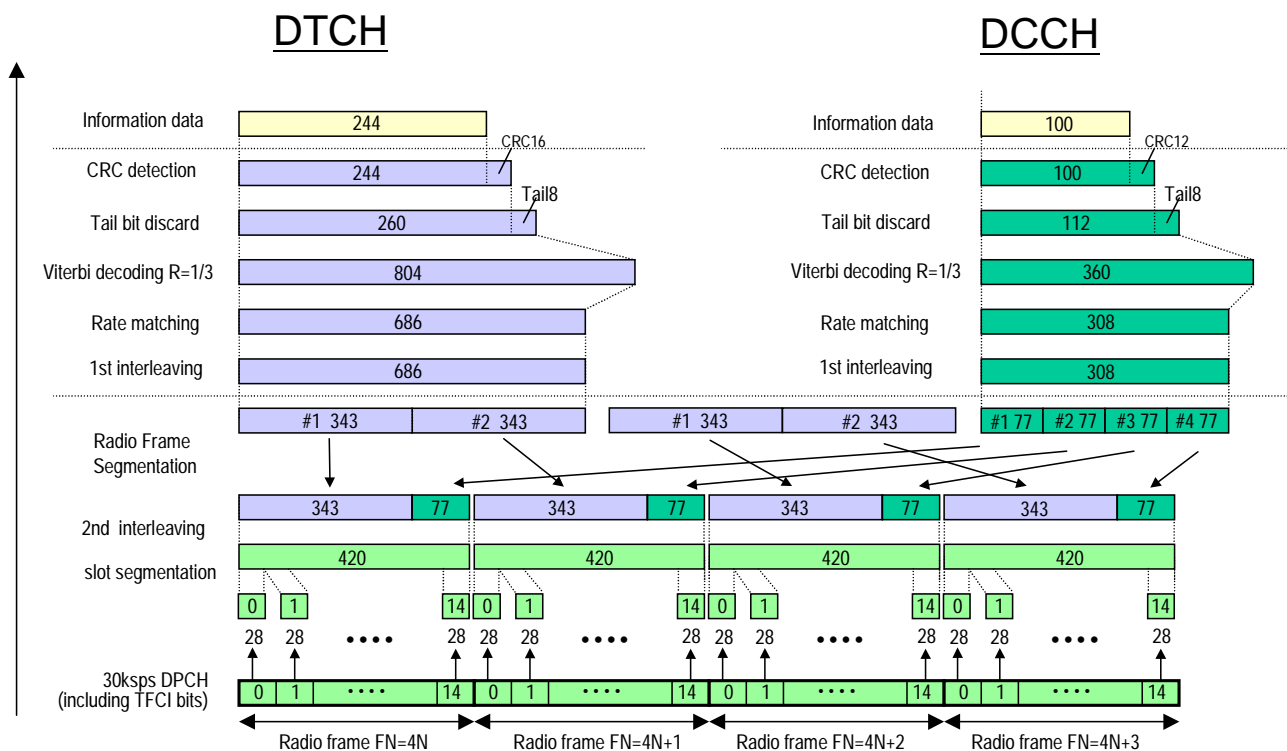 DTCH DCCH
Information data 244 Information data 100
CRC16 CRC12
CRC detection 244 CRC detection 100
Tail8 Tail8
Tail bit discard 260 Tail bit discard 112
Viterbi decoding R=1/3 804 Viterbi decoding R=1/3 360
Rate matching 686 Rate matching 308
1st interleaving 686 1st interleaving 308
#1 343 #2 343 #1 343 #2 343 #1 77 #2 77 #3 77 #4 77
Radio Frame
Segmentation
343 77 343 77 343 77 343 77
2nd interleaving
420 420 420 420
slot segmentation
0 1 14 0 1 14 0 1 14 0 1 14
28 28 •••• 28 28 28 •••• 28 28 28 •••• 28 28 28 •••• 28
30ksps DPCH
(including TFCI bits)
0 1 •••• 14 0 1 •••• 14 0 1 •••• 14 0 1 •••• 14
Radio frame FN=4N Radio frame FN=4N+1 Radio frame FN=4N+2 Radio frame FN=4N+3